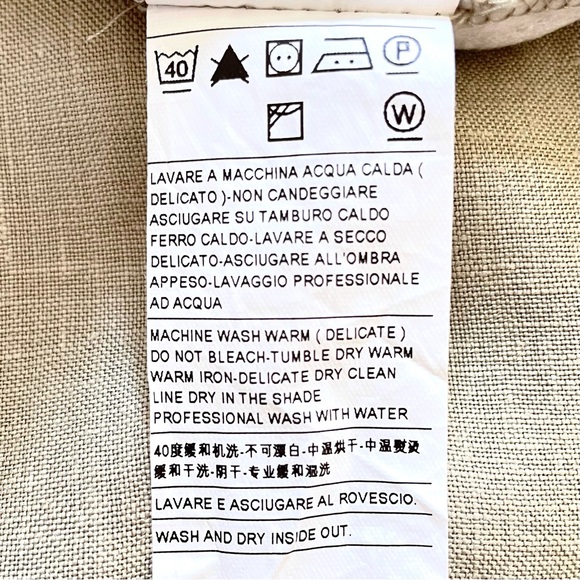 40 P
W
LAVARE A MACCHINA ACQUA CALDA (
DELICATO )-NON CANDEGGIARE
ASCIUGARE SU TAMBURO CALDO
FERRO CALDO-LAVARE A SECCO
DELICATO-ASCIUGARE ALL'OMBRA
APPESO-LAVAGGIO PROFESSIONALE
AD ACQUA
MACHINE WASH WARM ( DELICATE )
DO NOT BLEACH-TUMBLE DRY WARM
WARM IRON-DELICATE DRY CLEAN
LINE DRY IN THE SHADE
PROFESSIONAL WASH WITH WATER
40度缓和机洗-不可漂白-中温烘干-中温熨烫
缓和干洗-阴干-专业缓和湿洗
LAVARE E ASCIUGARE AL ROVESCIO.
WASH AND DRY INSIDE OUT.